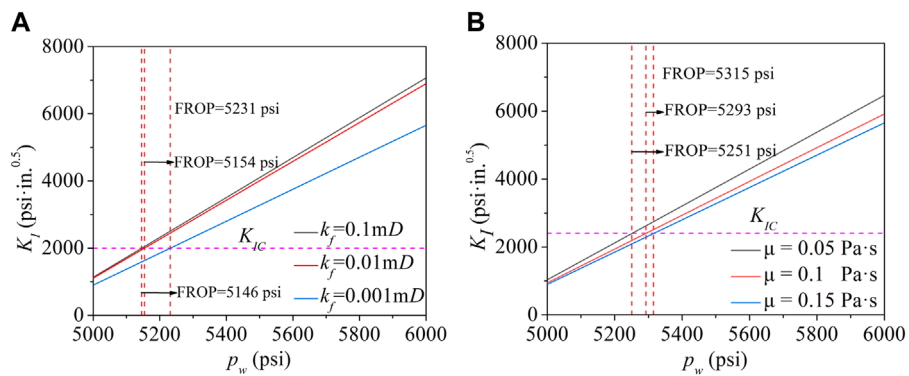 A
8000
6000
4000
2000
0
K_I (psi·in.^0.5)
FROP=5231 psi
FROP=5154 psi
K_IC
k_f=0.1mD
k_f=0.01mD
k_f=0.001mD
FROP=5146 psi
5000 5200 5400 5600 5800 6000
p_w (psi)
B
8000
6000
4000
2000
0
K_I (psi·in.^0.5)
FROP=5315 psi
FROP=5293 psi
FROP=5251 psi
K_IC
μ = 0.05 Pa·s
μ = 0.1 Pa·s
μ = 0.15 Pa·s
5000 5200 5400 5600 5800 6000
p_w (psi)